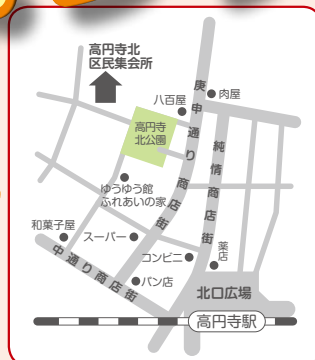 高円寺北
区民集会所
八百屋
肉屋
高円寺
北公園
庚申通り商店街
純情商店街
ゆうゆう館
ふれあいの家
和菓子屋
スーパー
コンビニ
薬店
中通り商店街
パン店
北口広場
高円寺駅